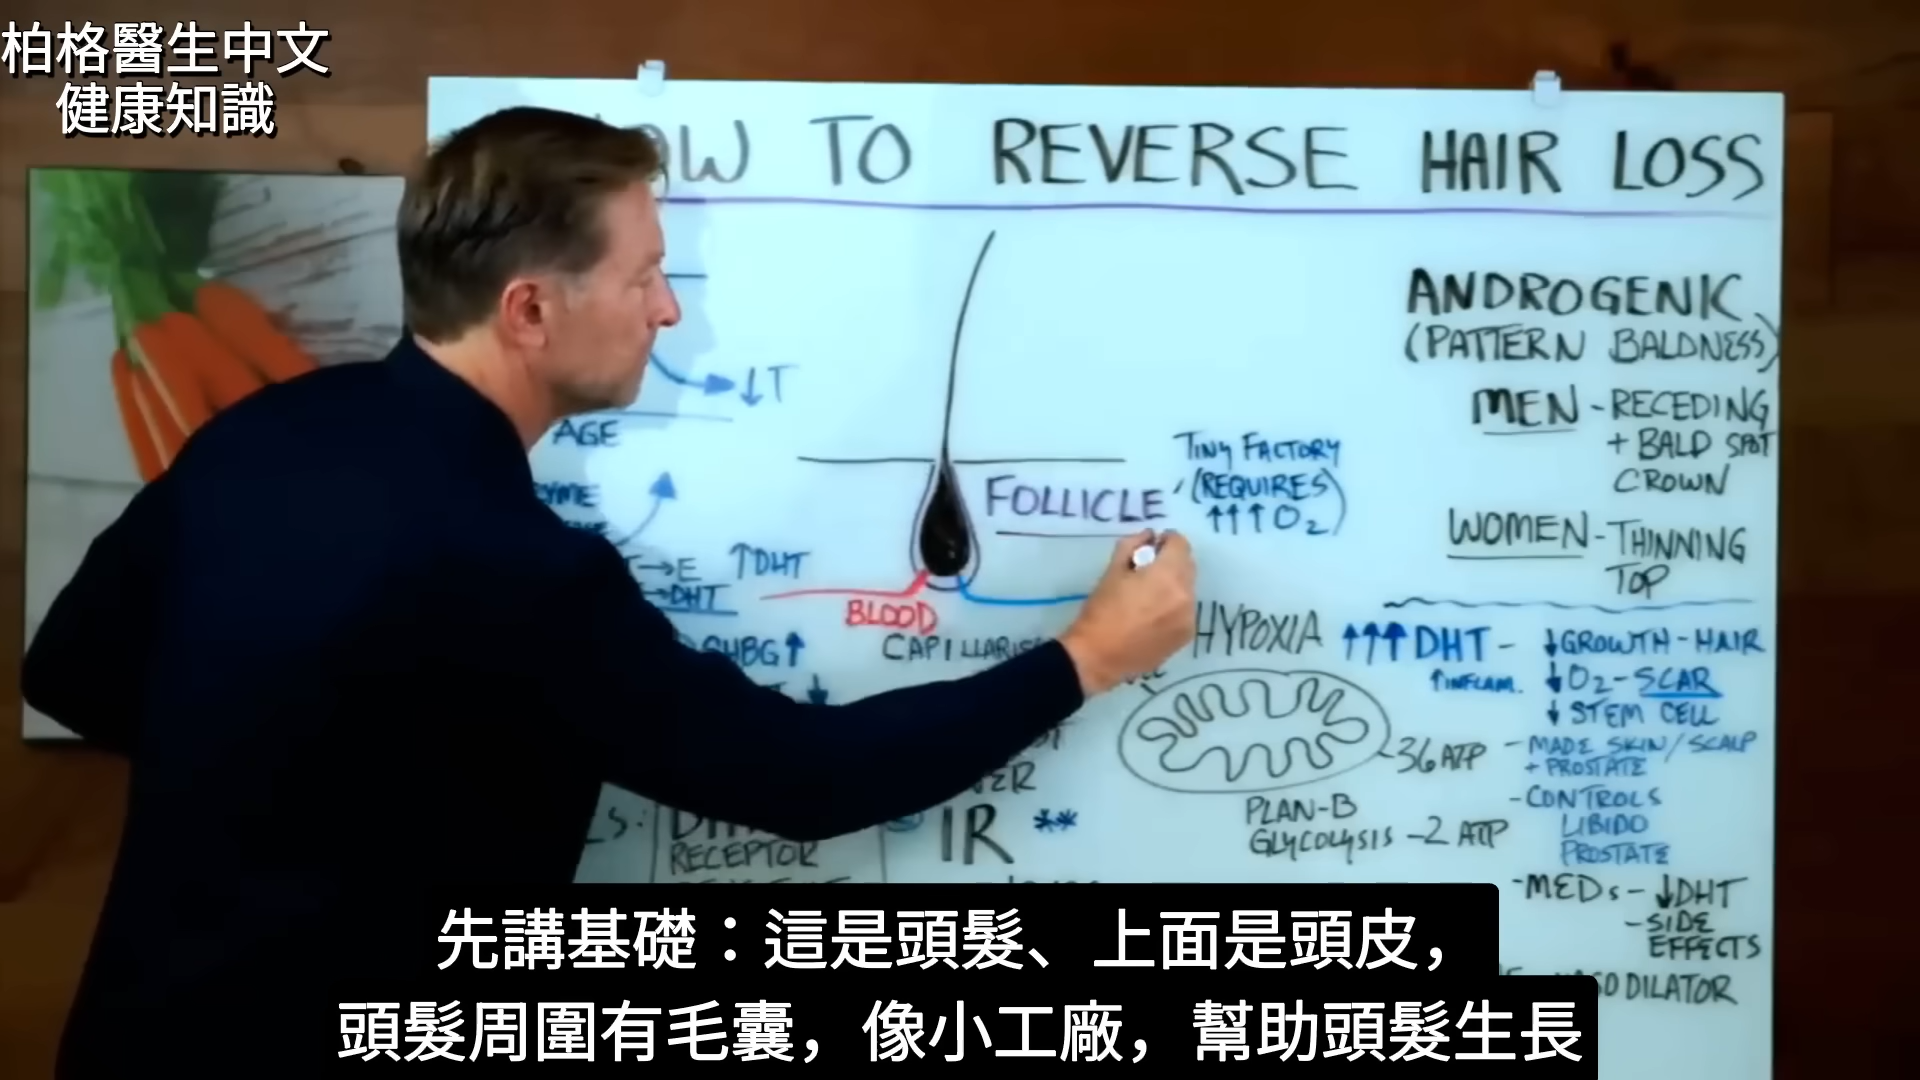 柏格醫生中文
健康知識
HOW TO REVERSE HAIR LOSS
ANDROGENIC
(PATTERN BALDNESS)
MEN - RECEDING
+ BALD SPOT
CROWN
WOMEN - THINNING
TOP
↓T
AGE
TINY FACTORY
(REQUIRES)
↑↑↑O₂)
FOLLICLE
→E ↑DHT
→DHT
BLOOD
SHBG↑
HYPOXIA
↑↑↑DHT -
↑INFLAM.
↓GROWTH-HAIR
↓O₂-SCAR
↓STEM CELL
- MADE SKIN/SCALP
+ PROSTATE
- CONTROLS
LIBIDO
PROSTATE
-36 ATP
PLAN-B
GLYCOLYSIS -2 ATP
IR **
RECEPTOR
-MEDs - ↓DHT
-SIDE
EFFECTS
先講基礎：這是頭髮、上面是頭皮，
頭髮周圍有毛囊，像小工廠，幫助頭髮生長